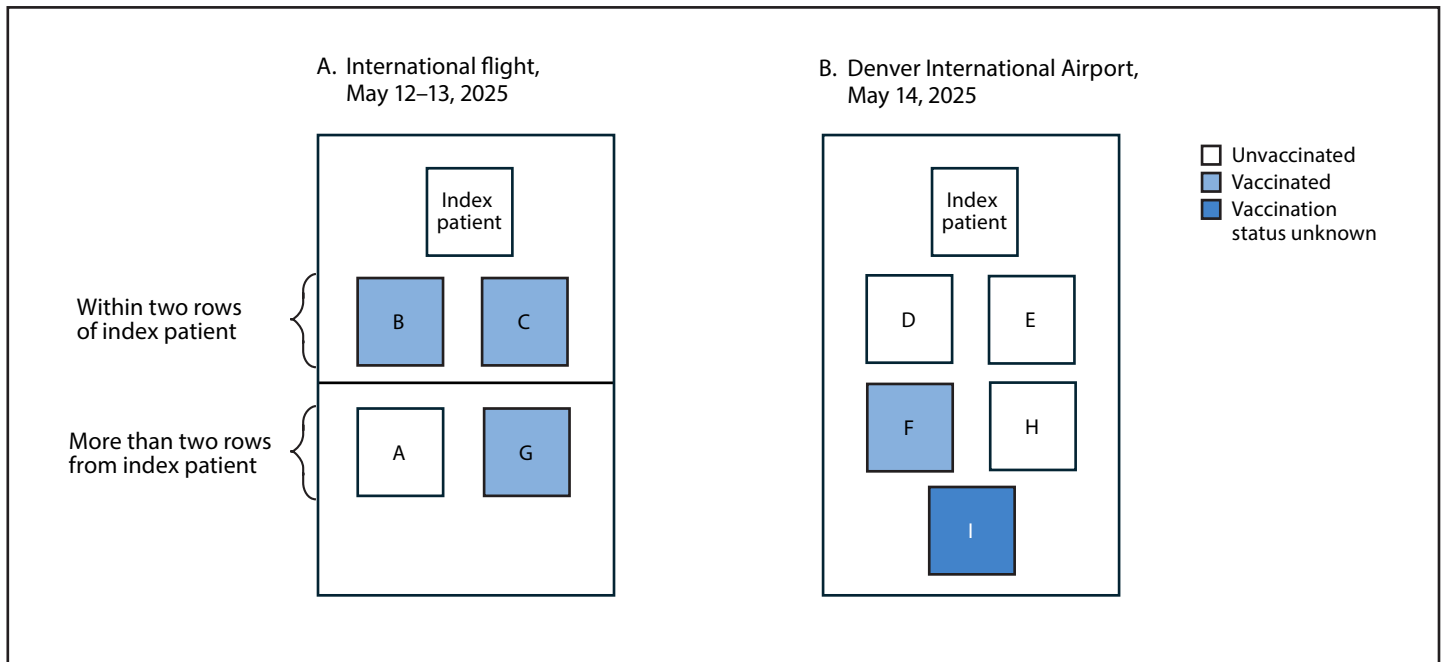 A. International flight,
May 12–13, 2025
Index
patient
Within two rows
of index patient
B
C
More than two rows
from index patient
A
G
B. Denver International Airport,
May 14, 2025
Index
patient
D
E
F
H
I
Unvaccinated
Vaccinated
Vaccination
status unknown